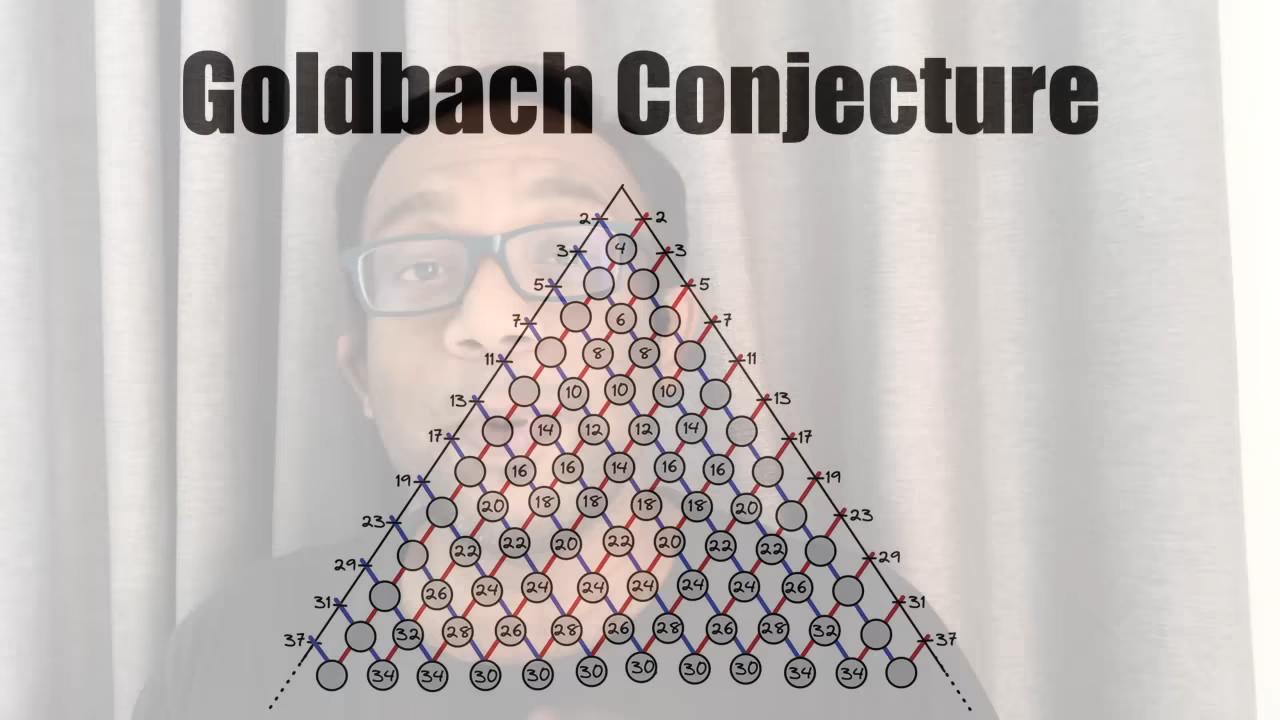 Goldbach Conjecture
2 2
3 4 3
5 5
7 6 7
11 8 8 11
13 10 10 10 13
17 14 12 12 14 17
19 16 16 14 16 16 19
23 20 18 18 18 18 20 23
29 22 22 20 22 20 22 22 29
31 26 24 24 24 24 24 24 26 31
37 32 28 26 28 26 28 26 28 32 37
34 34 30 30 30 30 30 30 34 34